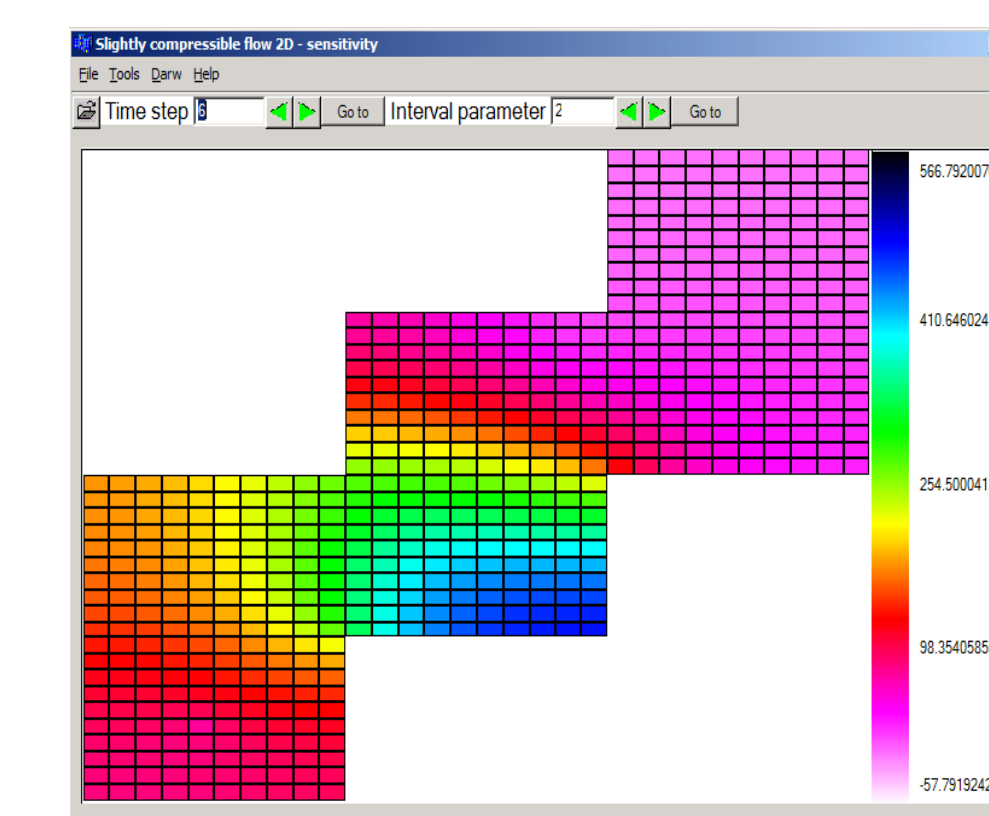 Slightly compressible flow 2D - sensitivity
File Tools Darw Help
Time step 6 Go to Interval parameter 2 Go to
566.792007
410.646024
254.500041
98.3540585
-57.7919242